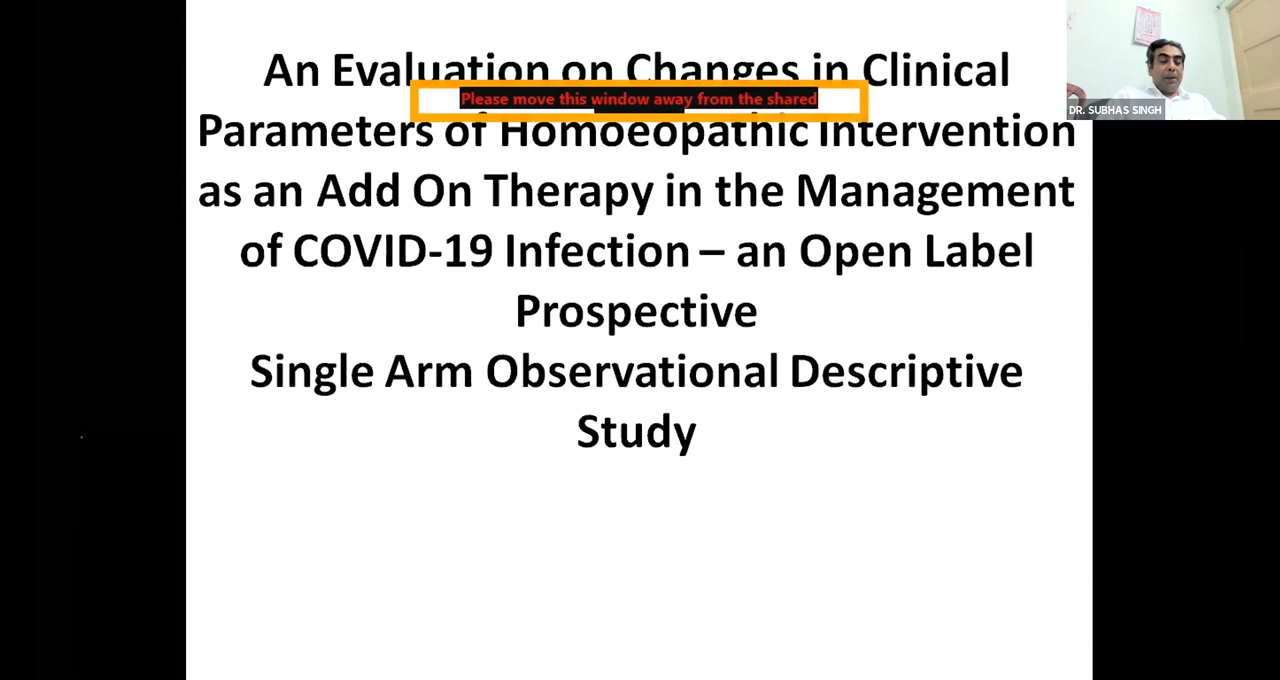 An Evaluation on Changes in Clinical
Please move this window away from the shared
Parameters of Homoeopathic Intervention
as an Add On Therapy in the Management
of COVID-19 Infection – an Open Label
Prospective
Single Arm Observational Descriptive
Study
DR. SUBHAS SINGH